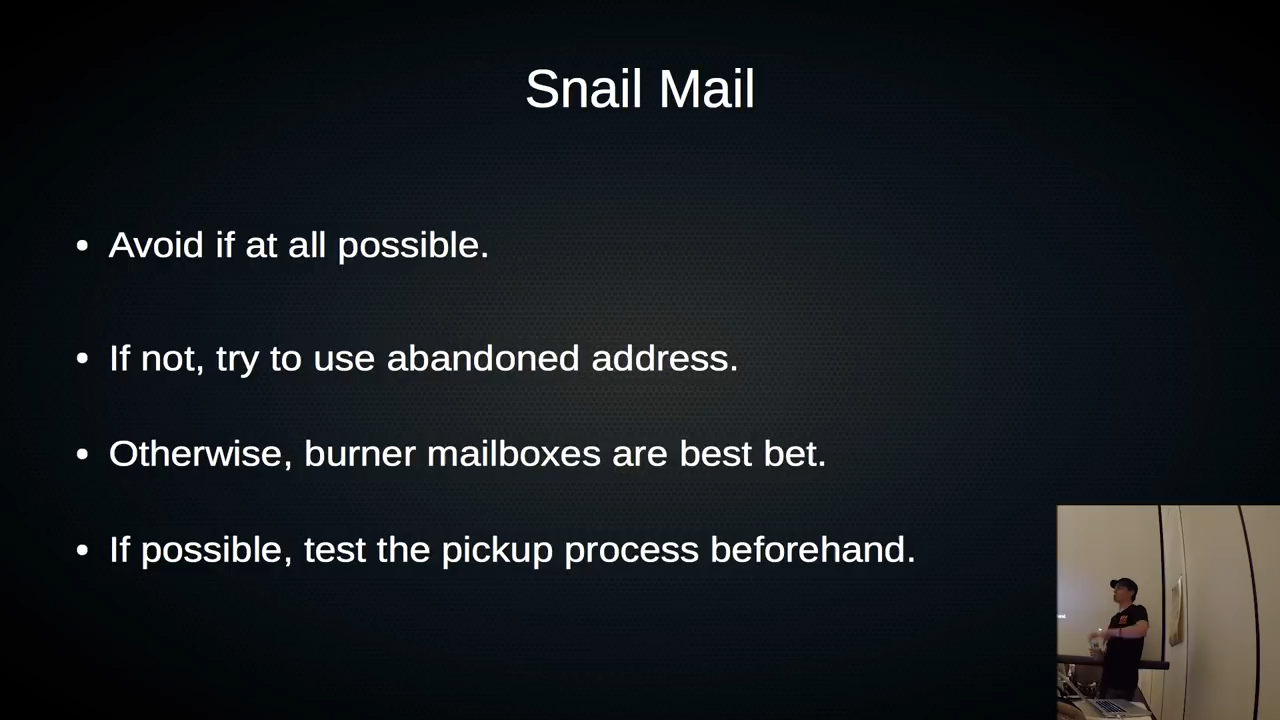 Snail Mail
• Avoid if at all possible.
• If not, try to use abandoned address.
• Otherwise, burner mailboxes are best bet.
• If possible, test the pickup process beforehand.